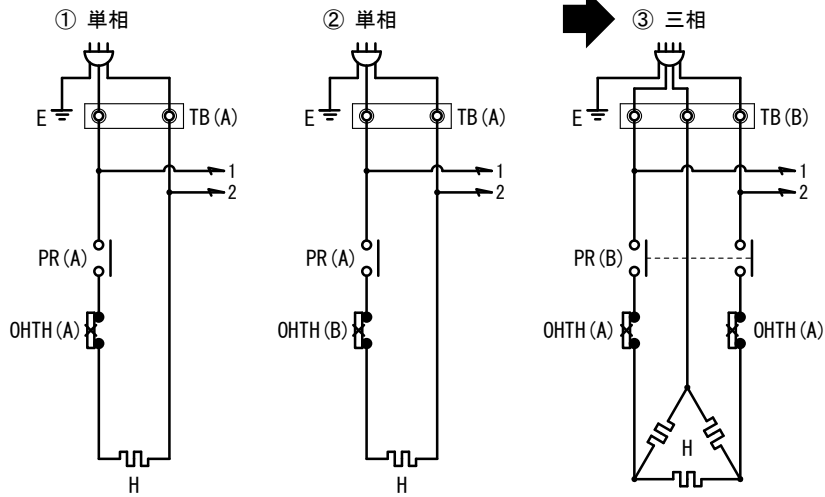 ① 単相
E
TB(A)
1
2
PR(A)
OHTH(A)
H
② 単相
E
TB(A)
1
2
PR(A)
OHTH(B)
H
③ 三相
E
TB(B)
1
2
PR(B)
OHTH(A)
OHTH(A)
H